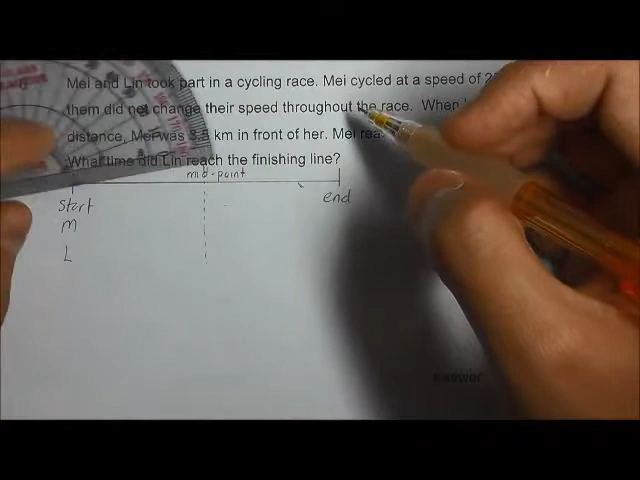 Mei and Lin took part in a cycling race. Mei cycled at a speed of
them did not change their speed throughout the race. When
distance, Mei was 3.5 km in front of her. Mei
What time did Lin reach the finishing line?
mid-point
start
end
M
L
Answer